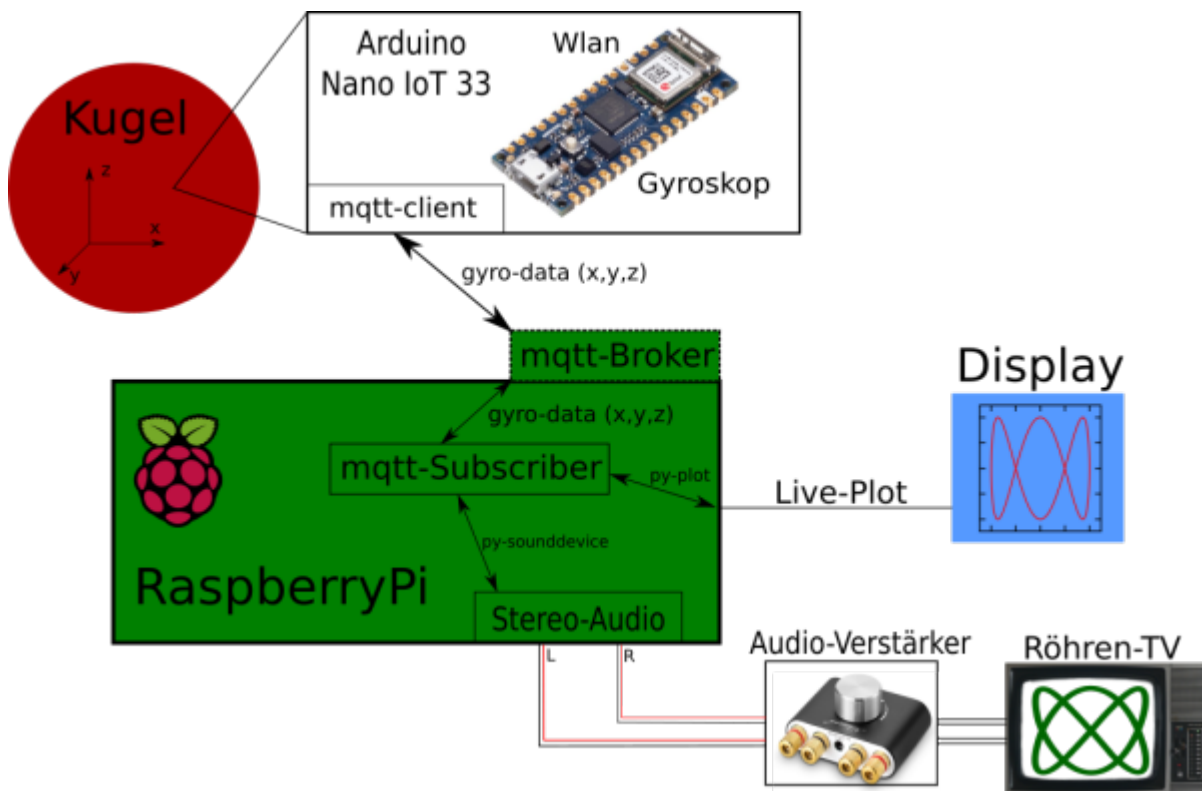 Arduino
Nano IoT 33
Wlan
Gyroskop
mqtt-client
Kugel
z
x
y
gyro-data (x,y,z)
mqtt-Broker
gyro-data (x,y,z)
mqtt-Subscriber
py-plot
py-sounddevice
RaspberryPi
Stereo-Audio
L
R
Display
Live-Plot
Audio-Verstärker
Röhren-TV